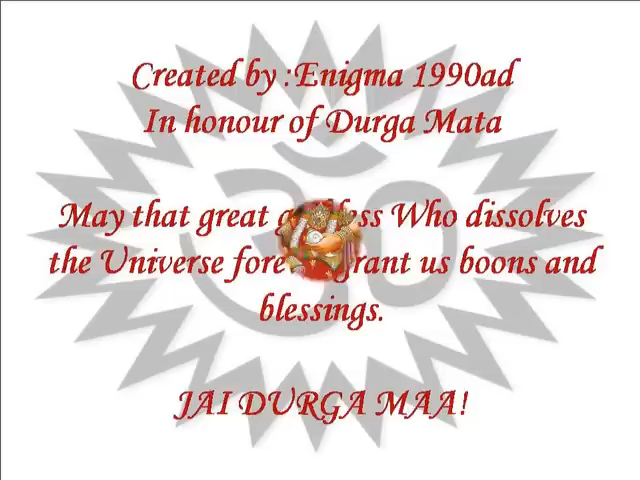 Created by :Enigma 1990ad
In honour of Durga Mata
May that great Who dissolves
the Universe grant us boons and
blessings.
JAI DURGA MAA!
ॐ